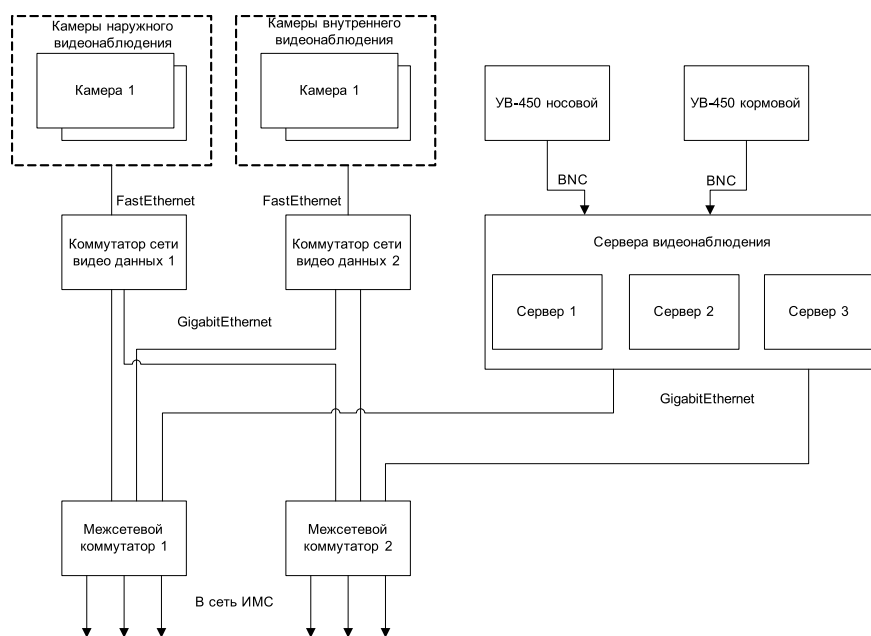 Камеры наружного
видеонаблюдения
Камера 1
Камеры внутреннего
видеонаблюдения
Камера 1
УВ-450 носовой
УВ-450 кормовой
BNC
BNC
FastEthernet
FastEthernet
Коммутатор сети
видео данных 1
Коммутатор сети
видео данных 2
Сервера видеонаблюдения
Сервер 1
Сервер 2
Сервер 3
GigabitEthernet
GigabitEthernet
Межсетевой
коммутатор 1
Межсетевой
коммутатор 2
В сеть ИМС